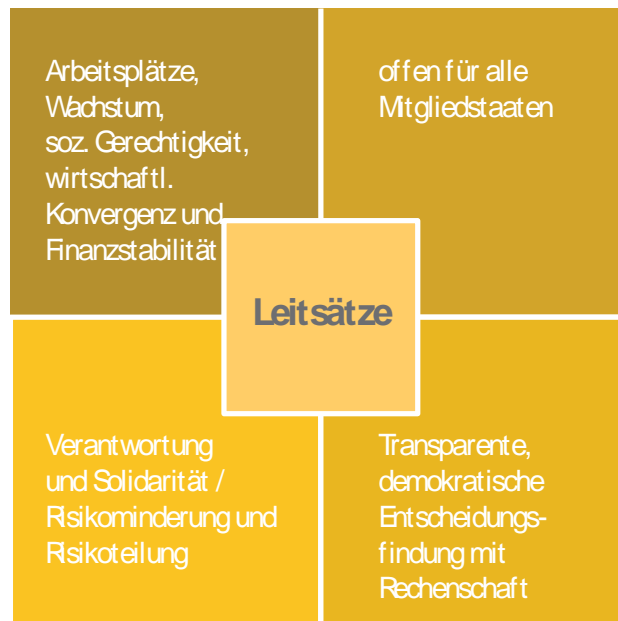 Arbeitsplätze,
Wachstum,
soz. Gerechtigkeit,
wirtschaftl.
Konvergenz und
Finanzstabilität
offen für alle
Mitgliedstaaten
Leitsätze
Verantwortung
und Solidarität /
Risikominderung und
Risikoteilung
Transparente,
demokratische
Entscheidungs-
findung mit
Rechenschaft